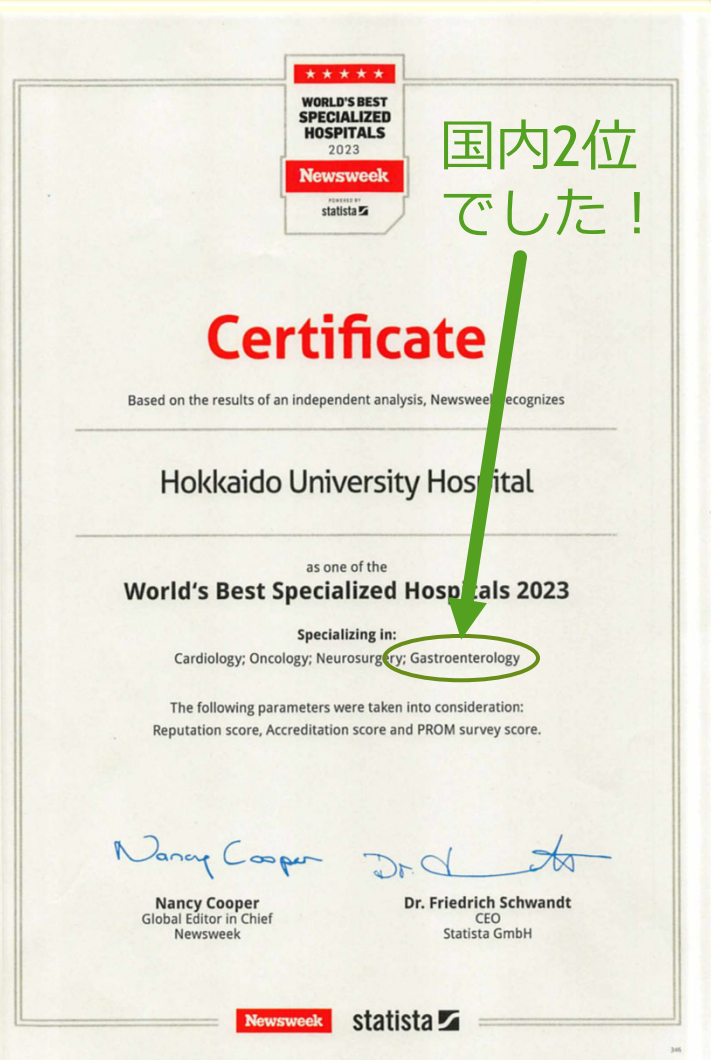 WORLD'S BEST
SPECIALIZED
HOSPITALS
2023
Newsweek
POWERED BY
statista
国内2位
でした！
Certificate
Based on the results of an independent analysis, Newsweek recognizes
Hokkaido University Hospital
as one of the
World's Best Specialized Hospitals 2023
Specializing in:
Cardiology; Oncology; Neurosurgery; Gastroenterology
The following parameters were taken into consideration:
Reputation score, Accreditation score and PROM survey score.
Nancy Cooper
Dr.
Nancy Cooper
Global Editor in Chief
Newsweek
Dr. Friedrich Schwandt
CEO
Statista GmbH
Newsweek
statista
346